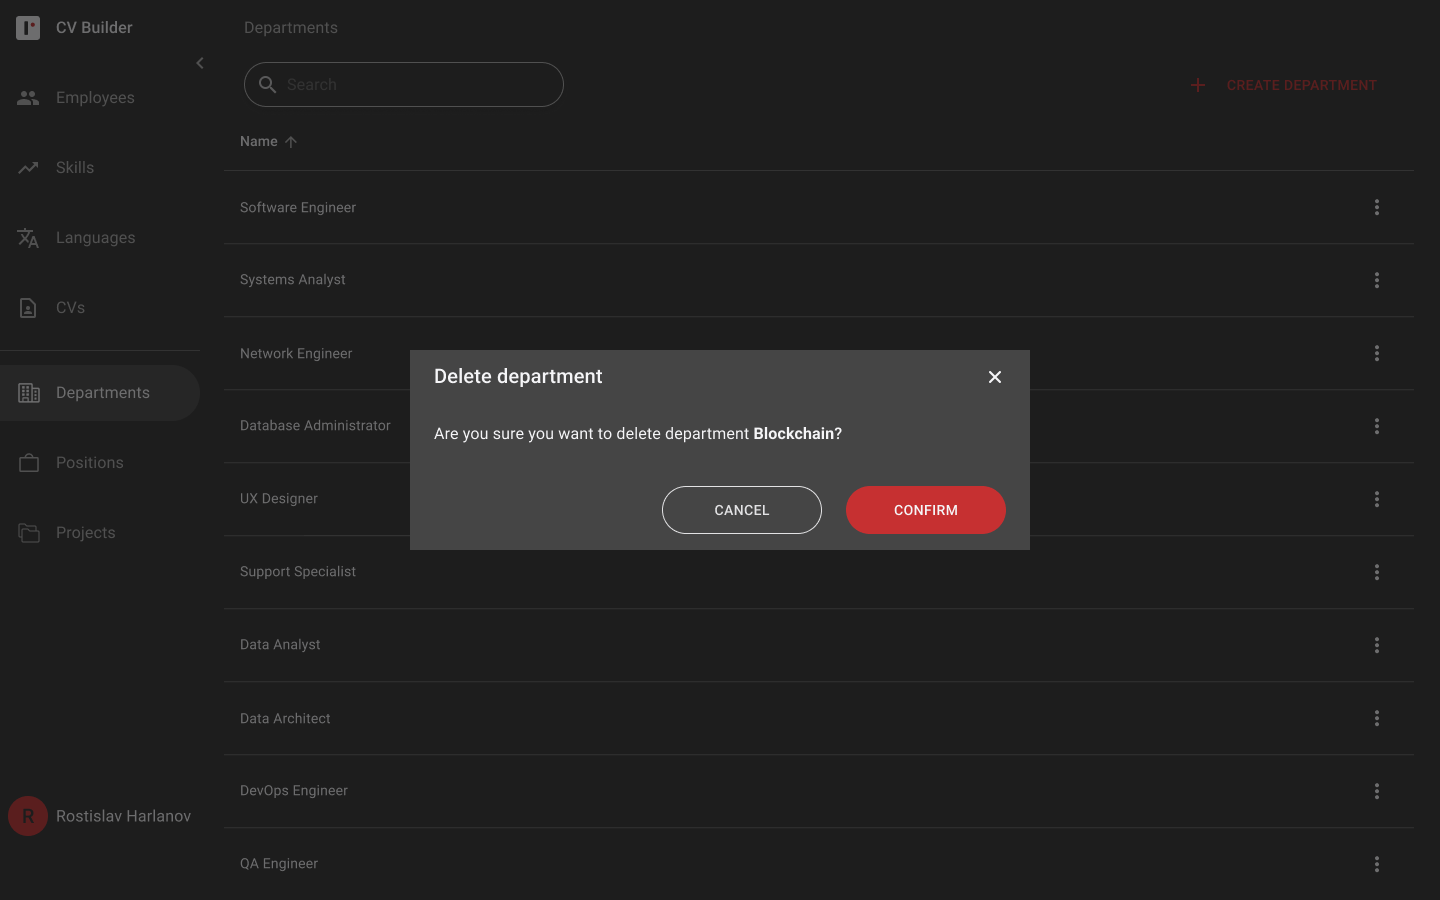 CV Builder
Departments
Search
CREATE DEPARTMENT
Employees
Skills
Languages
CVs
Departments
Positions
Projects
Name
Software Engineer
Systems Analyst
Network Engineer
Database Administrator
UX Designer
Support Specialist
Data Analyst
Data Architect
DevOps Engineer
QA Engineer
Delete department
Are you sure you want to delete department Blockchain?
CANCEL
CONFIRM
R
Rostislav Harlanov